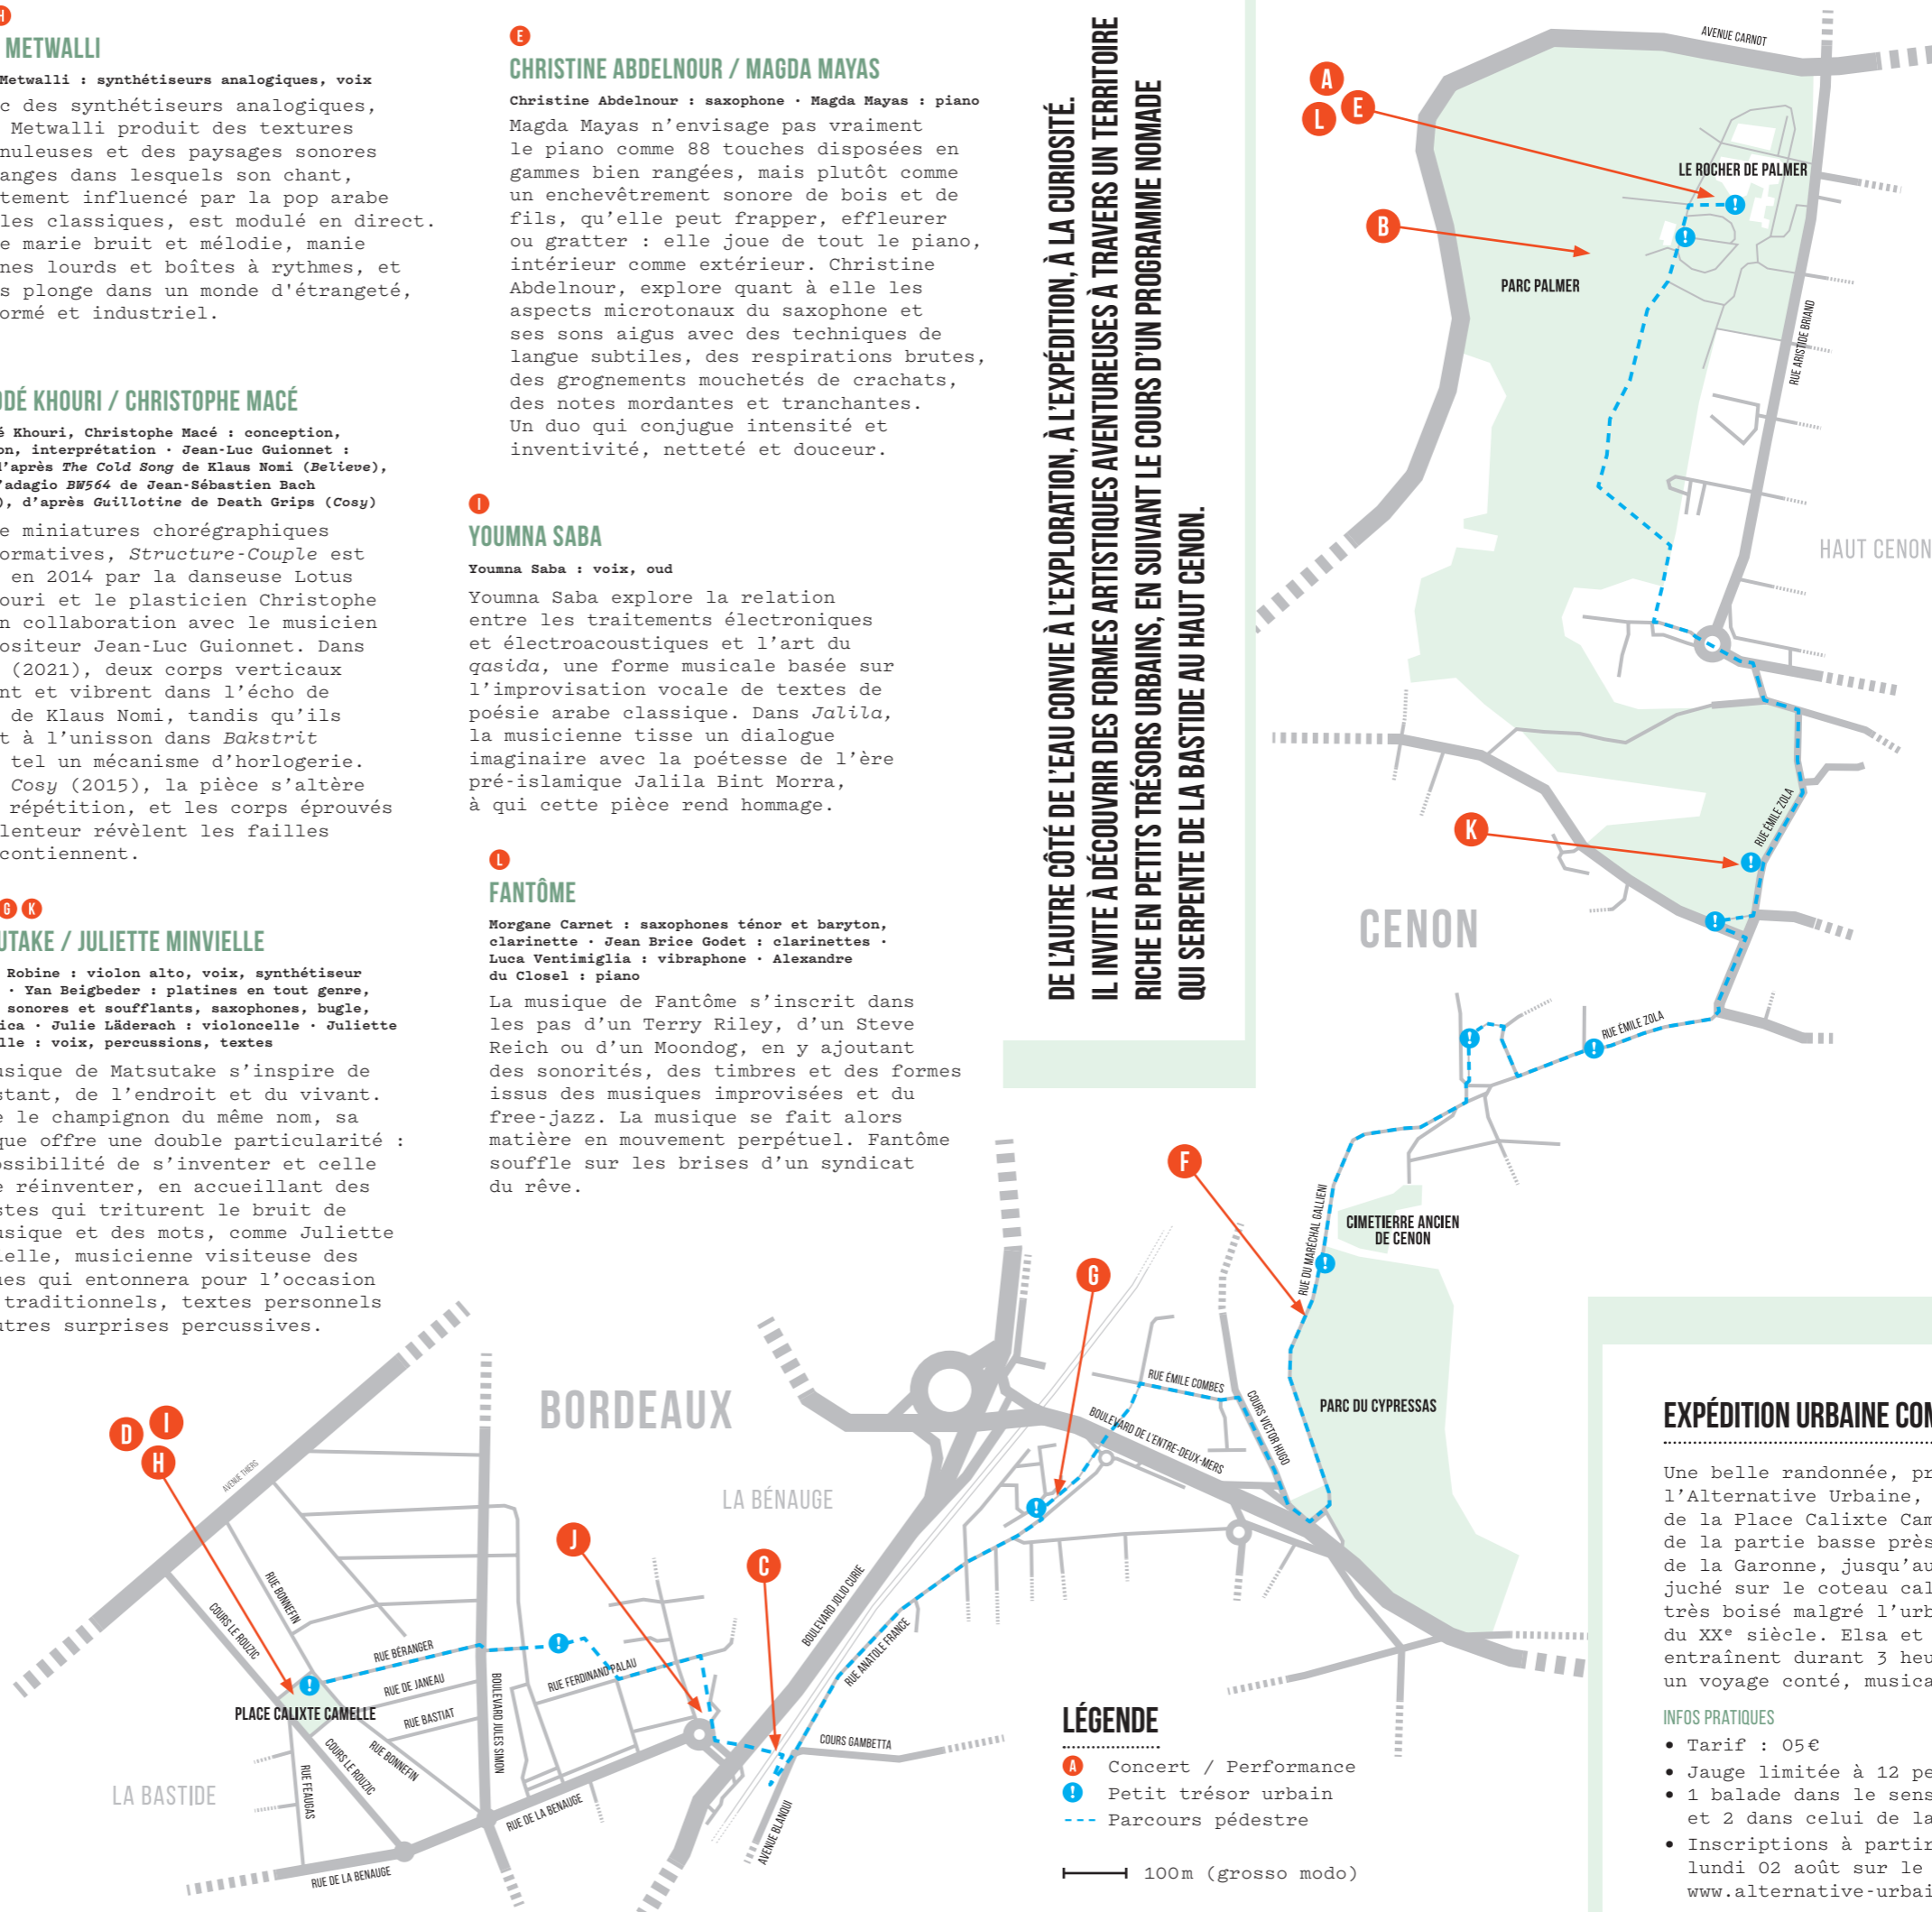 H
METWALLI
Metwalli : synthétiseurs analogiques, voix
c des synthétiseurs analogiques,
Metwalli produit des textures
nuleuses et des paysages sonores
anges dans lesquels son chant,
tement influencé par la pop arabe
les classiques, est modulé en direct.
e marie bruit et mélodie, manie
nes lourds et boîtes à rythmes, et
s plonge dans un monde d'étrangeté,
ormé et industriel.
DDÉ KHOURI / CHRISTOPHE MACÉ
é Khouri, Christophe Macé : conception,
on, interprétation · Jean-Luc Guionnet :
d'après The Cold Song de Klaus Nomi (Believe),
'adagio BW564 de Jean-Sébastien Bach
), d'après Guillotine de Death Grips (Cosy)
e miniatures chorégraphiques
ormatives, Structure-Couple est
en 2014 par la danseuse Lotus
ouri et le plasticien Christophe
n collaboration avec le musicien
ositeur Jean-Luc Guionnet. Dans
(2021), deux corps verticaux
nt et vibrent dans l'écho de
de Klaus Nomi, tandis qu'ils
t à l'unisson dans Bakstrit
tel un mécanisme d'horlogerie.
Cosy (2015), la pièce s'altère
répétition, et les corps éprouvés
lenteur révèlent les failles
contiennent.
G K
UTAKE / JULIETTE MINVIELLE
Robine : violon alto, voix, synthétiseur
· Yan Beigbeder : platines en tout genre,
sonores et soufflants, saxophones, bugle,
ica · Julie Läderach : violoncelle · Juliette
lle : voix, percussions, textes
usique de Matsutake s'inspire de
stant, de l'endroit et du vivant.
e le champignon du même nom, sa
que offre une double particularité :
ossibilité de s'inventer et celle
e réinventer, en accueillant des
stes qui triturent le bruit de
usique et des mots, comme Juliette
ielle, musicienne visiteuse des
ues qui entonnera pour l'occasion
traditionnels, textes personnels
utres surprises percussives.
E
CHRISTINE ABDELNOUR / MAGDA MAYAS
Christine Abdelnour : saxophone · Magda Mayas : piano
Magda Mayas n'envisage pas vraiment
le piano comme 88 touches disposées en
gammes bien rangées, mais plutôt comme
un enchevêtrement sonore de bois et de
fils, qu'elle peut frapper, effleurer
ou gratter : elle joue de tout le piano,
intérieur comme extérieur. Christine
Abdelnour, explore quant à elle les
aspects microtonaux du saxophone et
ses sons aigus avec des techniques de
langue subtiles, des respirations brutes,
des grognements mouchetés de crachats,
des notes mordantes et tranchantes.
Un duo qui conjugue intensité et
inventivité, netteté et douceur.
I
YOUMNA SABA
Youmna Saba : voix, oud
Youmna Saba explore la relation
entre les traitements électroniques
et électroacoustiques et l'art du
qasida, une forme musicale basée sur
l'improvisation vocale de textes de
poésie arabe classique. Dans Jalila,
la musicienne tisse un dialogue
imaginaire avec la poétesse de l'ère
pré-islamique Jalila Bint Morra,
à qui cette pièce rend hommage.
L
FANTÔME
Morgane Carnet : saxophones ténor et baryton,
clarinette · Jean Brice Godet : clarinettes ·
Luca Ventimiglia : vibraphone · Alexandre
du Closel : piano
La musique de Fantôme s'inscrit dans
les pas d'un Terry Riley, d'un Steve
Reich ou d'un Moondog, en y ajoutant
des sonorités, des timbres et des formes
issus des musiques improvisées et du
free-jazz. La musique se fait alors
matière en mouvement perpétuel. Fantôme
souffle sur les brises d'un syndicat
du rêve.
DE L'AUTRE CÔTÉ DE L'EAU CONVIE À L'EXPLORATION, À L'EXPÉDITION, À LA CURIOSITÉ.
IL INVITE À DÉCOUVRIR DES FORMES ARTISTIQUES AVENTUREUSES À TRAVERS UN TERRITOIRE
RICHE EN PETITS TRÉSORS URBAINS, EN SUIVANT LE COURS D'UN PROGRAMME NOMADE
QUI SERPENTE DE LA BASTIDE AU HAUT CENON.
AVENUE CARNOT
A
L E
LE ROCHER DE PALMER
!
B
!
PARC PALMER
RUE ARISTIDE BRIAND
HAUT CENON
RUE ÉMILE ZOLA
K
!
CENON
!
RUE ÉMILE ZOLA
!
!
F
RUE DU MARÉCHAL GALLIENI
CIMETIERRE ANCIEN
DE CENON
!
G
RUE ÉMILE COMBES
COURS VICTOR HUGO
PARC DU CYPRESSAS
BOULEVARD DE L'ENTRE-DEUX-MERS
BORDEAUX
LA BÉNAUGE
!
D I
H
AVENUE THIERS
J
C
RUE BONNEFIN
COURS LE ROUZIC
BOULEVARD JOLIO CURIE
RUE ANATOLE FRANCE
RUE BÉRANGER
!
RUE FERDINAND PALAU
RUE DE JANEAU
!
PLACE CALIXTE CAMELLE
RUE BASTIAT
BOULEVARD JULES SIMON
RUE BONNEFIN
COURS LE ROUZIC
COURS GAMBETTA
LA BASTIDE
RUE FEAUGAS
RUE DE LA BENAUGE
AVENUE BLANQUI
RUE DE LA BENAUGE
LÉGENDE
A Concert / Performance
! Petit trésor urbain
Parcours pédestre
100m (grosso modo)
EXPÉDITION URBAINE COM
Une belle randonnée, pr
l'Alternative Urbaine,
de la Place Calixte Cam
de la partie basse près
de la Garonne, jusqu'au
juché sur le coteau cal
très boisé malgré l'urb
du XXe siècle. Elsa et
entraînent durant 3 heu
un voyage conté, musica
INFOS PRATIQUES
• Tarif : 05€
• Jauge limitée à 12 pe
• 1 balade dans le sens
et 2 dans celui de la
• Inscriptions à partir
lundi 02 août sur le
www.alternative-urbai